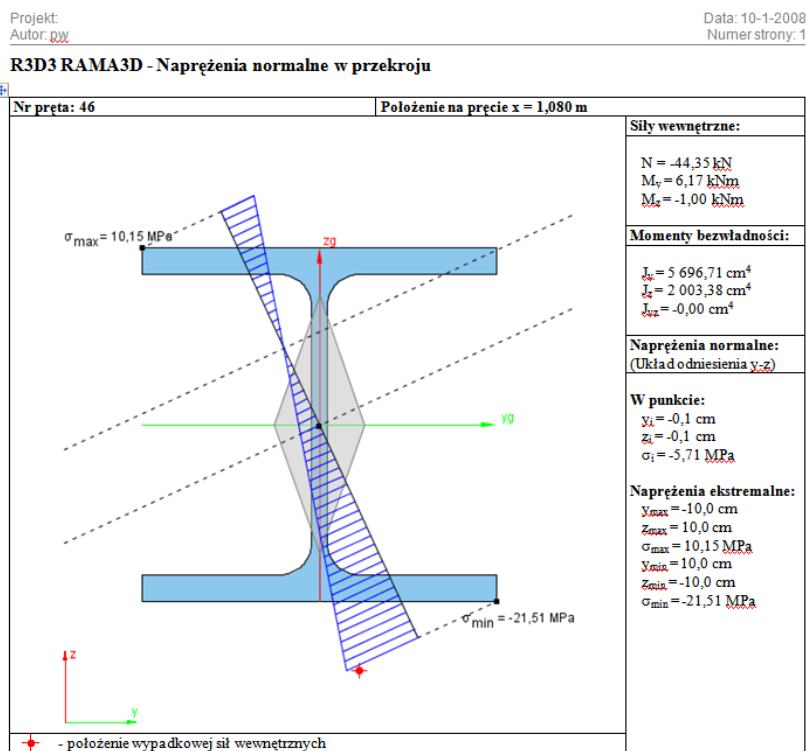 Projekt:
Data: 10-1-2008
Autor: pw
Numer strony: 1
R3D3 RAMA3D - Naprężenia normalne w przekroju
Nr pręta: 46
Położenie na pręcie x = 1,080 m
σmax= 10,15 MPa
zg
yg
σmin = -21,51 MPa
z
y
- położenie wypadkowej sił wewnętrznych
Siły wewnętrzne:
N = -44,35 kN
My = 6,17 kNm
Mz = -1,00 kNm
Momenty bezwładności:
Jy = 5 696,71 cm⁴
Jz = 2 003,38 cm⁴
Jyz = -0,00 cm⁴
Naprężenia normalne:
(Układ odniesienia y-z)
W punkcie:
yi = -0,1 cm
zi = -0,1 cm
σi = -5,71 MPa
Naprężenia ekstremalne:
ymax = -10,0 cm
zmax = 10,0 cm
σmax = 10,15 MPa
ymin = 10,0 cm
zmin = -10,0 cm
σmin = -21,51 MPa